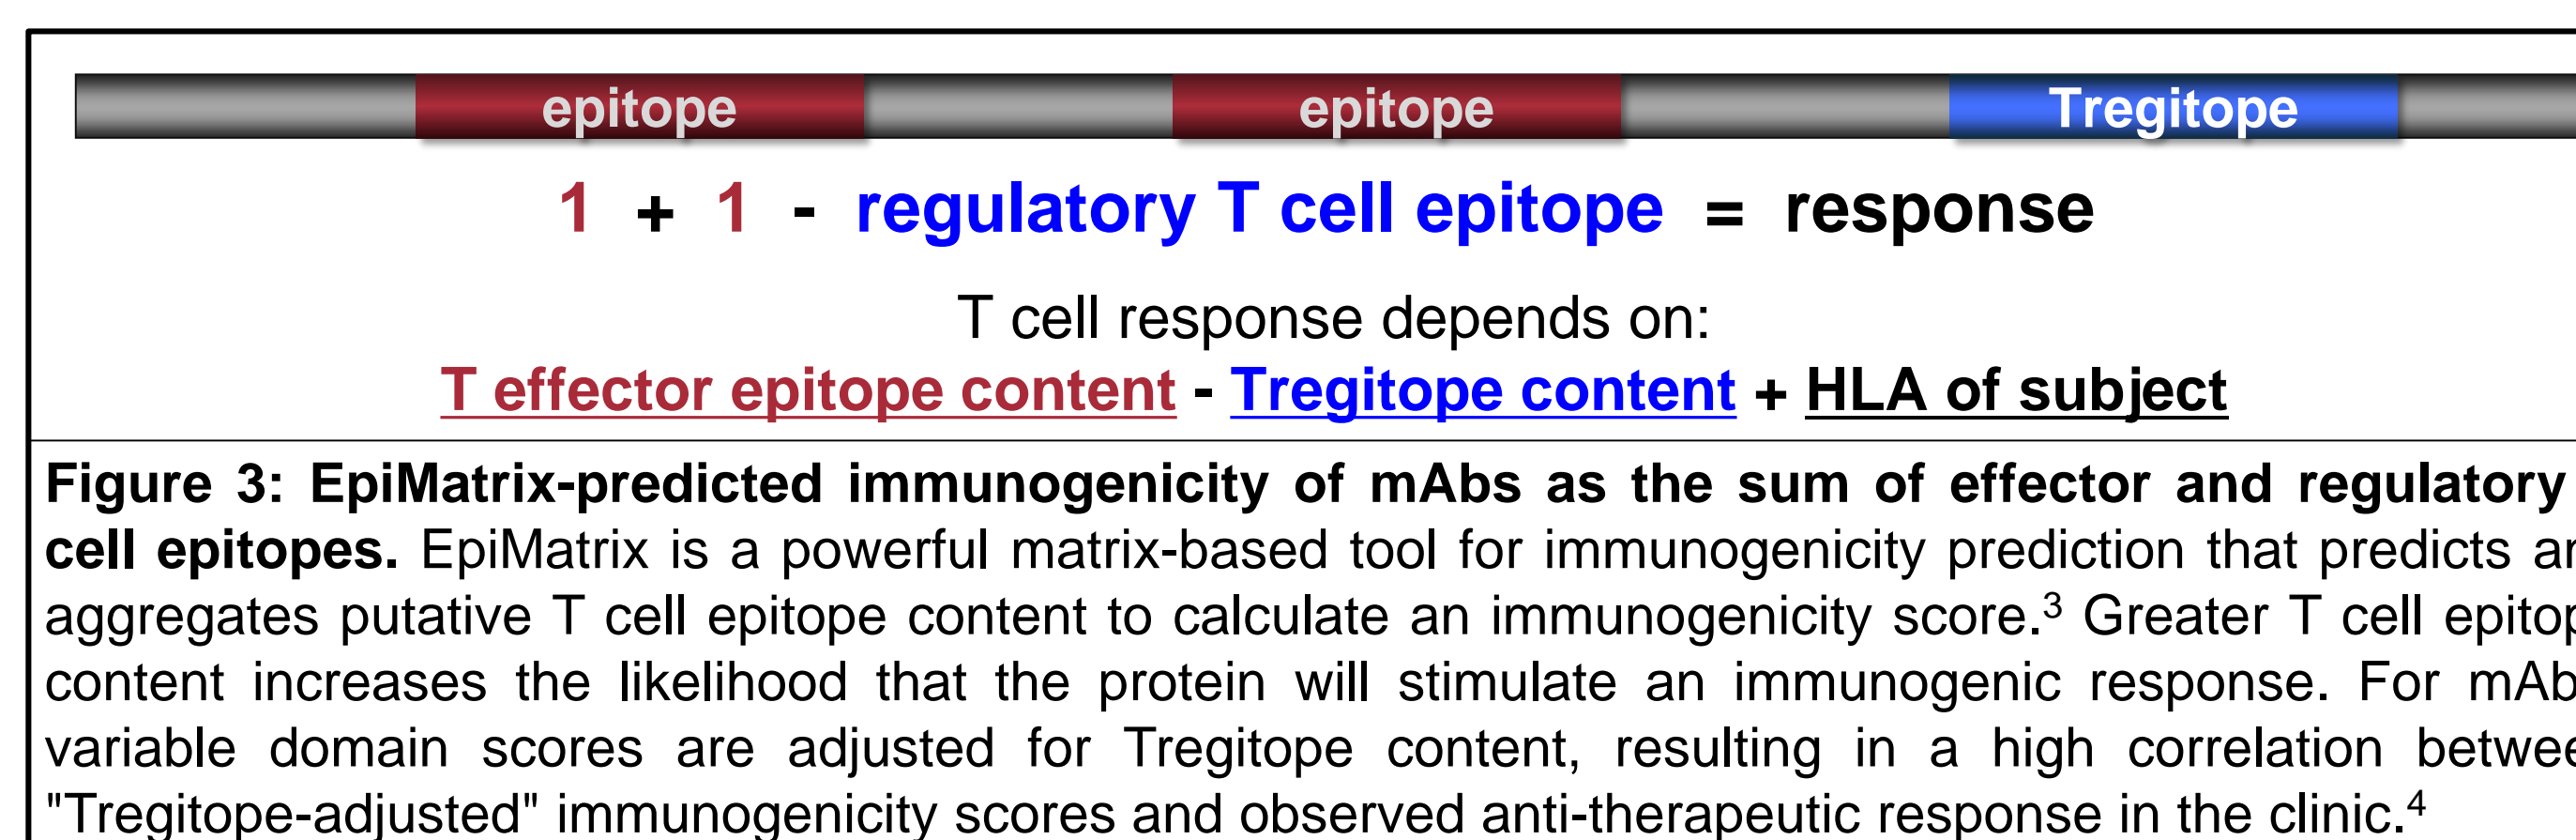 epitope epitope Tregitope
1 + 1 - regulatory T cell epitope = response
T cell response depends on:
T effector epitope content - Tregitope content + HLA of subject
Figure 3: EpiMatrix-predicted immunogenicity of mAbs as the sum of effector and regulatory
cell epitopes. EpiMatrix is a powerful matrix-based tool for immunogenicity prediction that predicts
aggregates putative T cell epitope content to calculate an immunogenicity score.³ Greater T cell
content increases the likelihood that the protein will stimulate an immunogenic response. For
variable domain scores are adjusted for Tregitope content, resulting in a high correlation
"Tregitope-adjusted" immunogenicity scores and observed anti-therapeutic response in the clinic.⁴